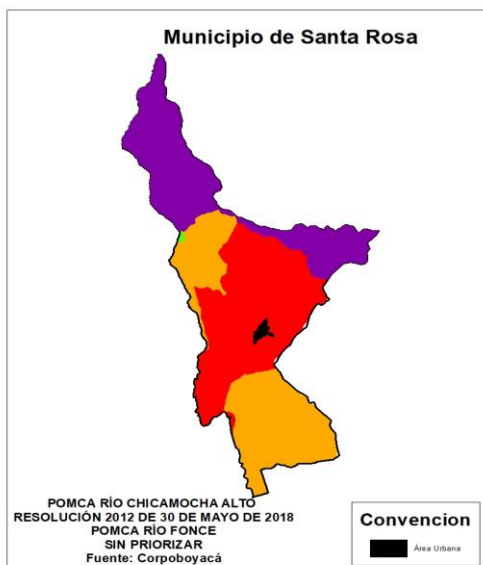 Municipio de Santa Rosa
POMCA RÍO CHICAMOCHA ALTO
RESOLUCIÓN 2012 DE 30 DE MAYO DE 2018
POMCA RÍO FONCE
SIN PRIORIZAR
Fuente: Corpoboyacá
Convencion
Área Urbana